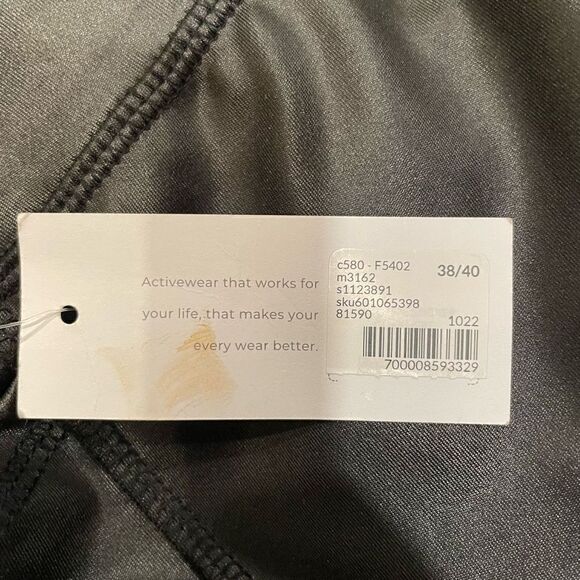 Activewear that works for
your life, that makes your
every wear better.
c580 - F5402
38/40
m3162
s1123891
sku601065398
81590
1022
700008593329